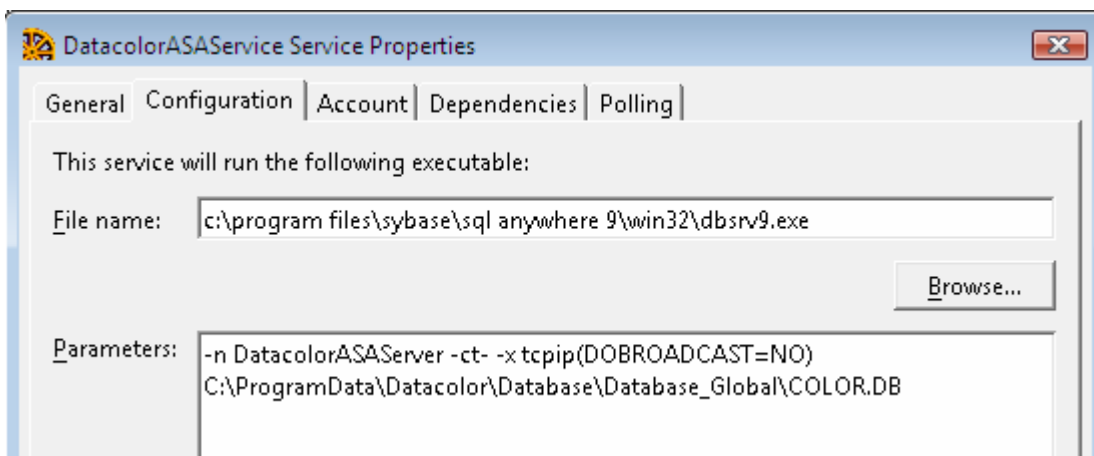 DatacolorASAService Service Properties
General Configuration Account Dependencies Polling
This service will run the following executable:
File name: c:\program files\sybase\sql anywhere 9\win32\dbsrv9.exe
Browse...
Parameters: -n DatacolorASAServer -ct- -x tcpip(DOBROADCAST=NO)
C:\ProgramData\Datacolor\Database\Database_Global\COLOR.DB